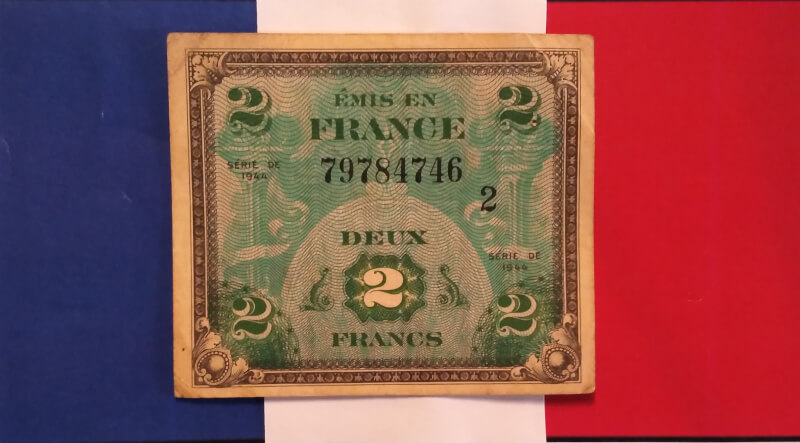 2 2
ÉMIS EN
FRANCE
SÉRIE DE
1944
79784746
2
DEUX
SÉRIE DE
1944
2
2 2
FRANCS